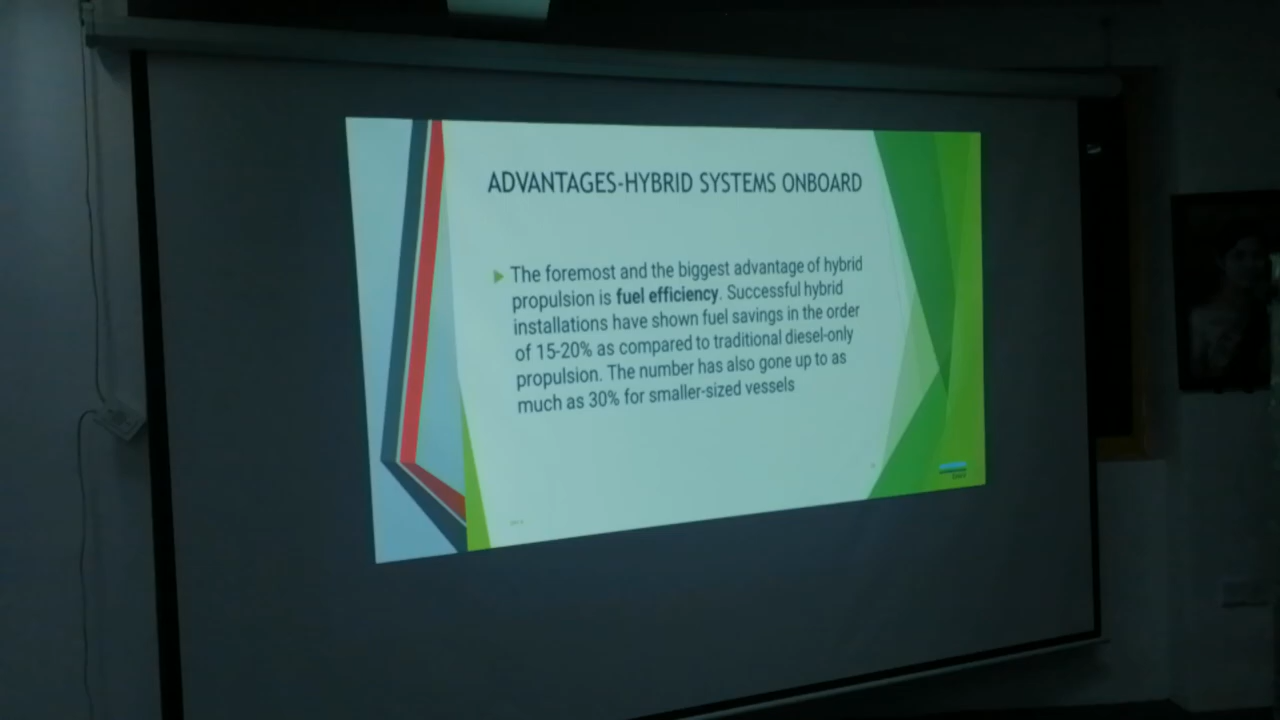 ADVANTAGES-HYBRID SYSTEMS ONBOARD
The foremost and the biggest advantage of hybrid
propulsion is fuel efficiency. Successful hybrid
installations have shown fuel savings in the order
of 15-20% as compared to traditional diesel-only
propulsion. The number has also gone up to as
much as 30% for smaller-sized vessels